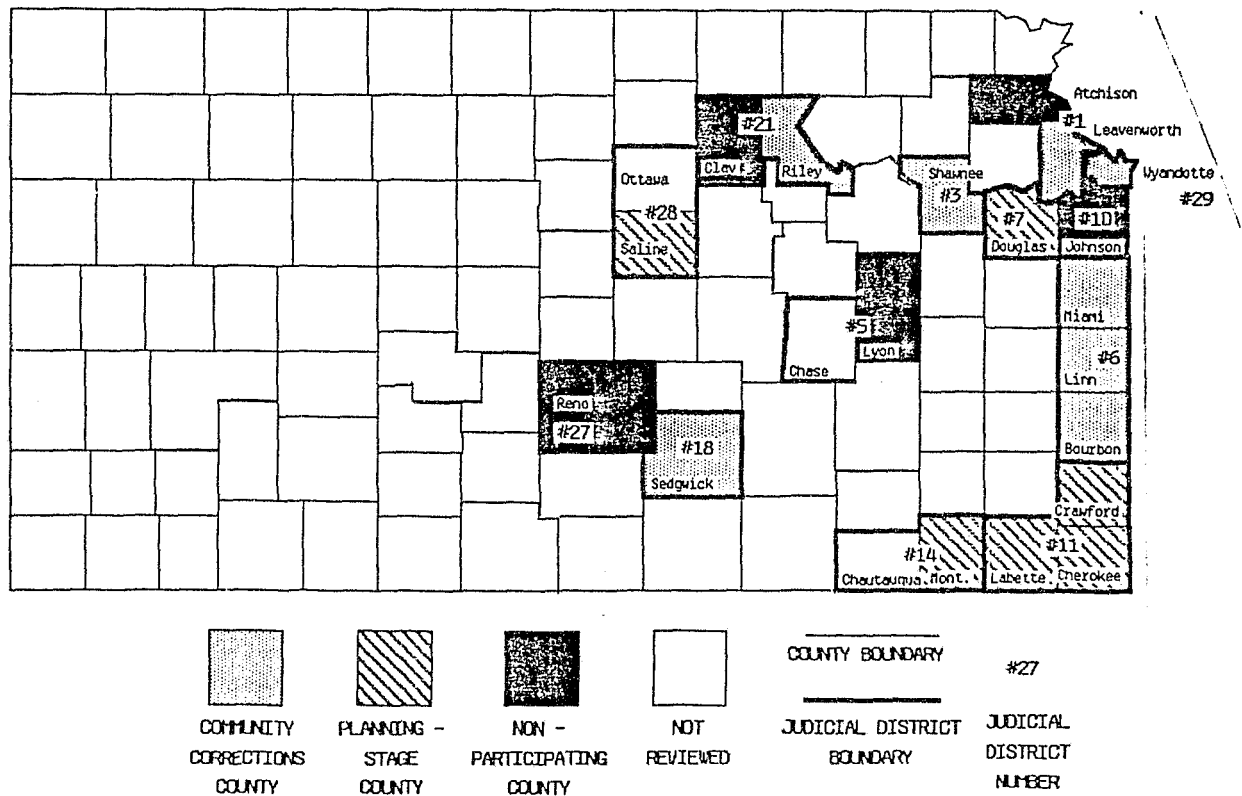 Atchison
#1
Leavenworth
#21
Clay
Riley
Shawnee
#3
Wyandotte
#29
Ottawa
#28
Saline
#7
Douglas
#10
Johnson
Miami
#5
Lyon
Chase
#6
Linn
Reno
#27
#18
Sedgwick
Bourbon
Crawford
#14
Chautauqua
Mont.
#11
Labette
Cherokee
COMMUNITY
CORRECTIONS
COUNTY
PLANNING -
STAGE
COUNTY
NON -
PARTICIPATING
COUNTY
NOT
REVIEWED
COUNTY BOUNDARY
JUDICIAL DISTRICT
BOUNDARY
#27
JUDICIAL
DISTRICT
NUMBER